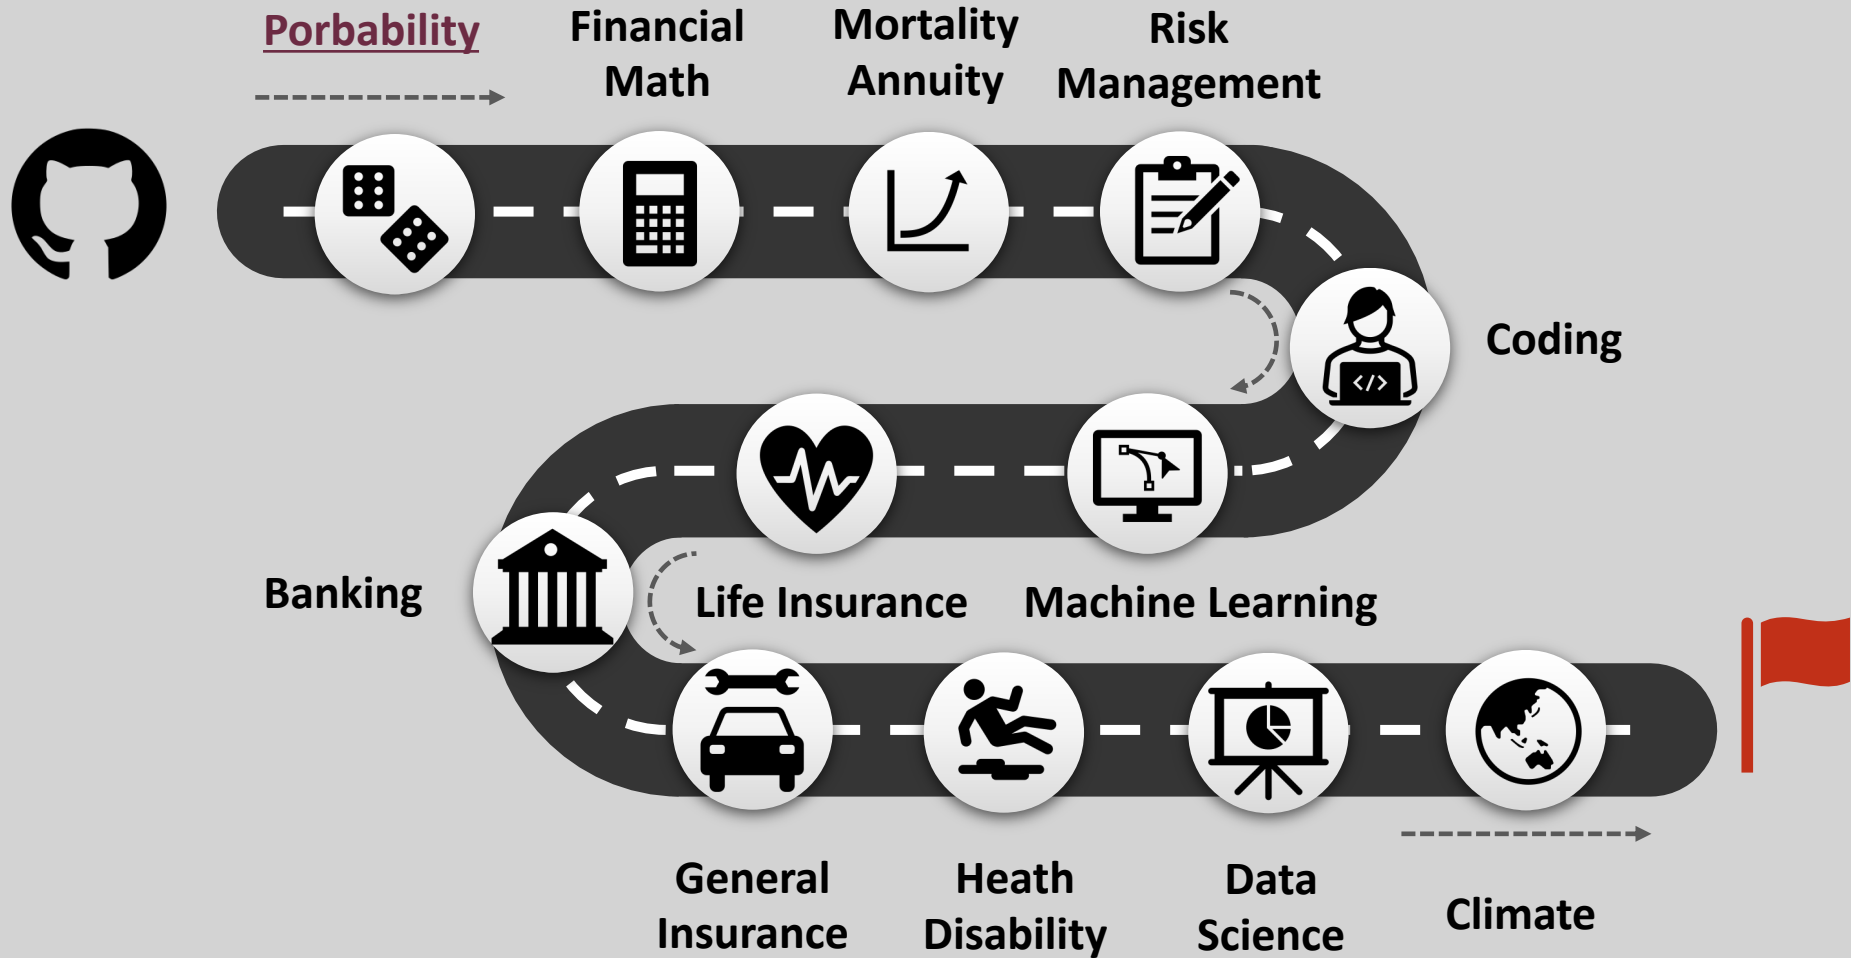 Porbability
Financial
Math
Mortality
Annuity
Risk
Management
Coding
</>
Banking
Life Insurance
Machine Learning
General
Insurance
Heath
Disability
Data
Science
Climate